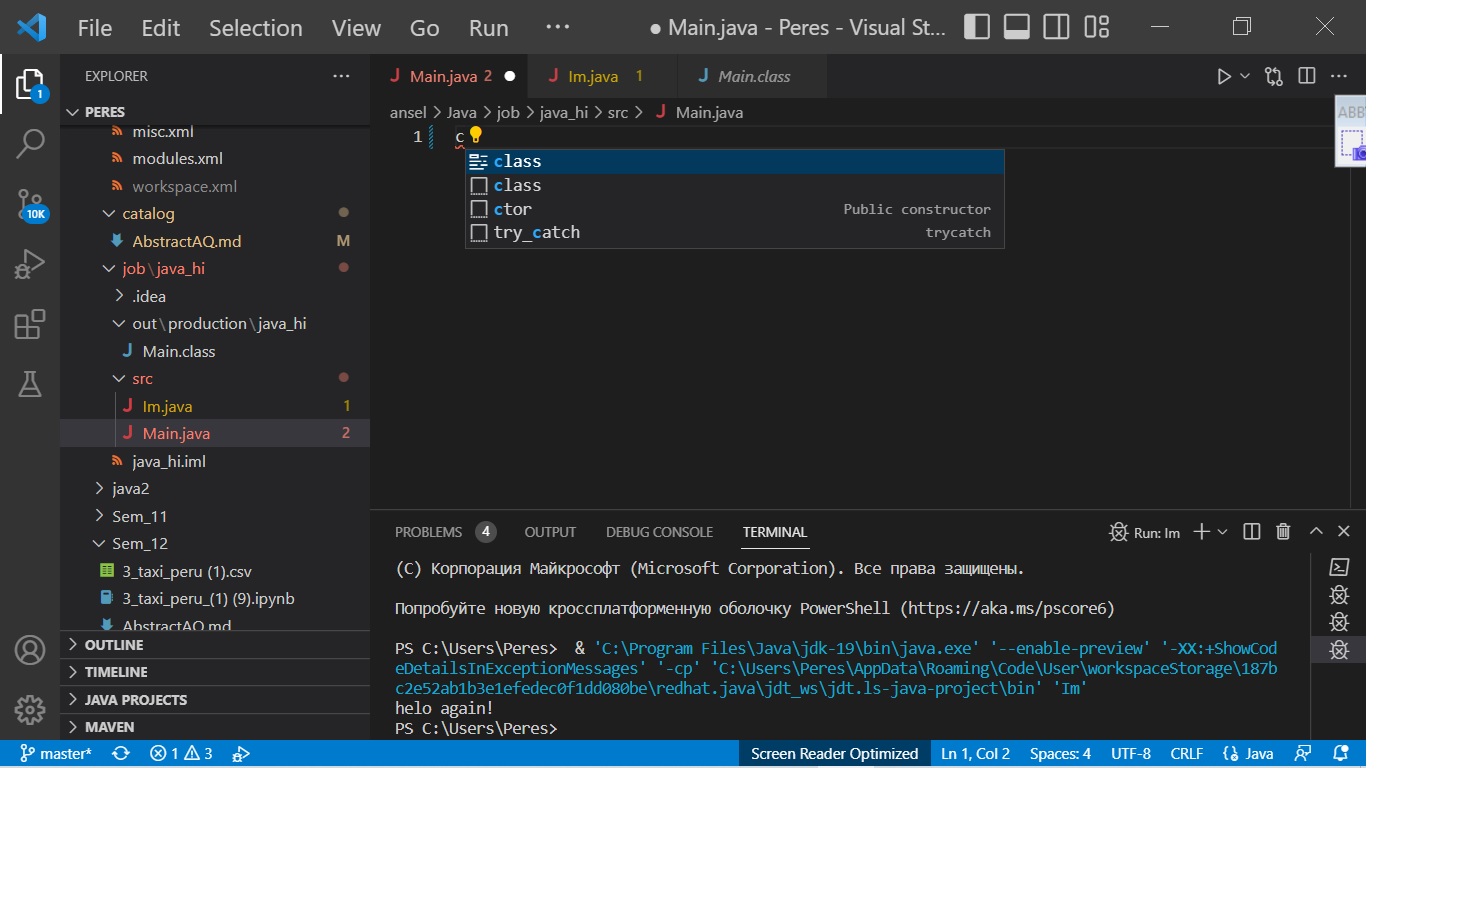 File Edit Selection View Go Run ··· ● Main.java - Peres - Visual St...
EXPLORER ···
PERES
misc.xml
modules.xml
workspace.xml
catalog
AbstractAQ.md M
job\java_hi
.idea
out\production\java_hi
Main.class
src
Im.java 1
Main.java 2
java_hi.iml
java2
Sem_11
Sem_12
3_taxi_peru (1).csv
3_taxi_peru_(1) (9).ipynb
AbstractAQ.md
OUTLINE
TIMELINE
JAVA PROJECTS
MAVEN
1
10K
Main.java 2 ● Im.java 1 Main.class
ansel > Java > job > java_hi > src > Main.java
1 c
class
class
ctor Public constructor
try_catch trycatch
ABB
PROBLEMS 4 OUTPUT DEBUG CONSOLE TERMINAL Run: Im
(C) Корпорация Майкрософт (Microsoft Corporation). Все права защищены.
Попробуйте новую кроссплатформенную оболочку PowerShell (https://aka.ms/pscore6)
PS C:\Users\Peres> & 'C:\Program Files\Java\jdk-19\bin\java.exe' '--enable-preview' '-XX:+ShowCod
eDetailsInExceptionMessages' '-cp' 'C:\Users\Peres\AppData\Roaming\Code\User\workspaceStorage\187b
c2e52ab1b3e1efedec0f1dd080be\redhat.java\jdt_ws\jdt.ls-java-project\bin' 'Im'
helo again!
PS C:\Users\Peres>
master* 1 3 Screen Reader Optimized Ln 1, Col 2 Spaces: 4 UTF-8 CRLF Java